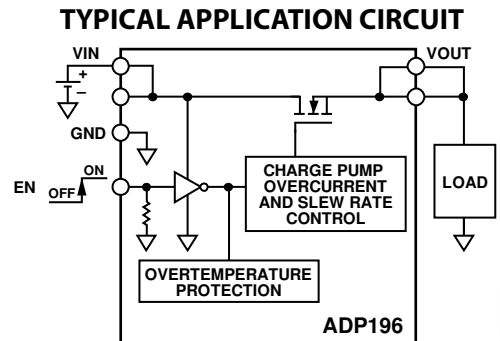 TYPICAL APPLICATION CIRCUIT
VIN
VOUT
+
–
GND
EN
ON
OFF
CHARGE PUMP
OVERCURRENT
AND SLEW RATE
CONTROL
LOAD
OVERTEMPERATURE
PROTECTION
ADP196